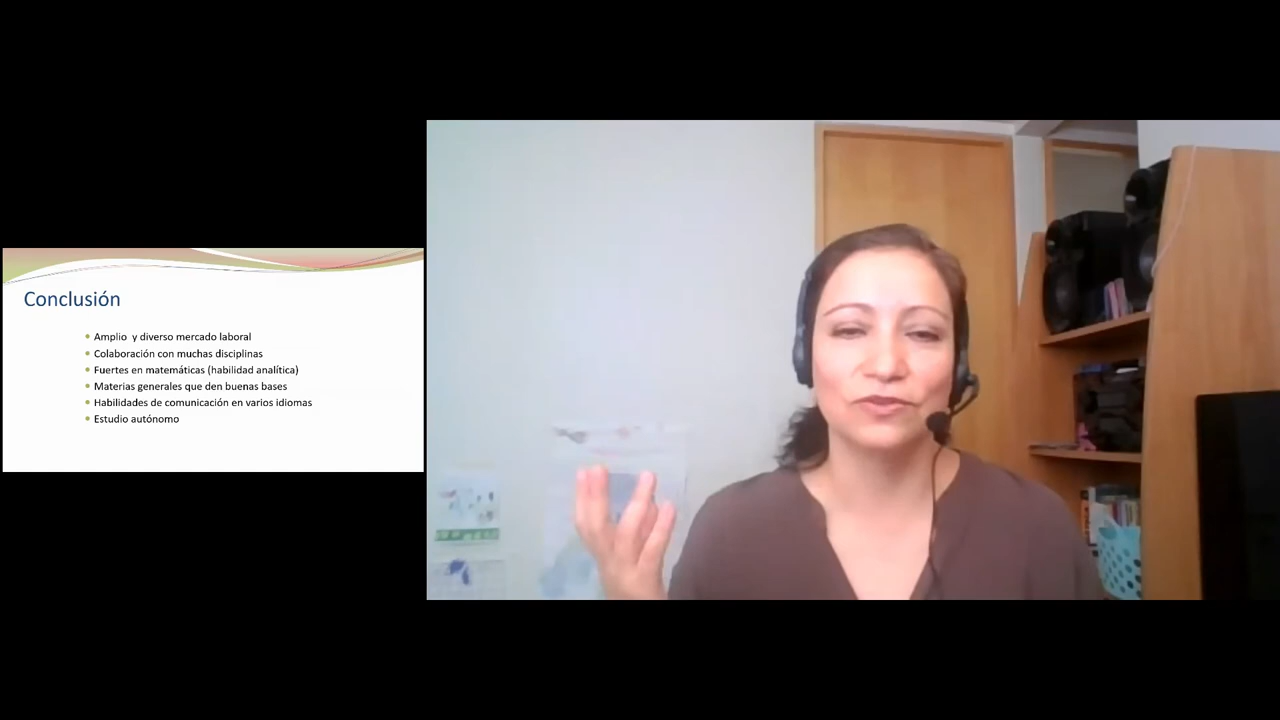 Conclusión
Amplio y diverso mercado laboral
Colaboración con muchas disciplinas
Fuertes en matemáticas (habilidad analítica)
Materias generales que den buenas bases
Habilidades de comunicación en varios idiomas
Estudio autónomo